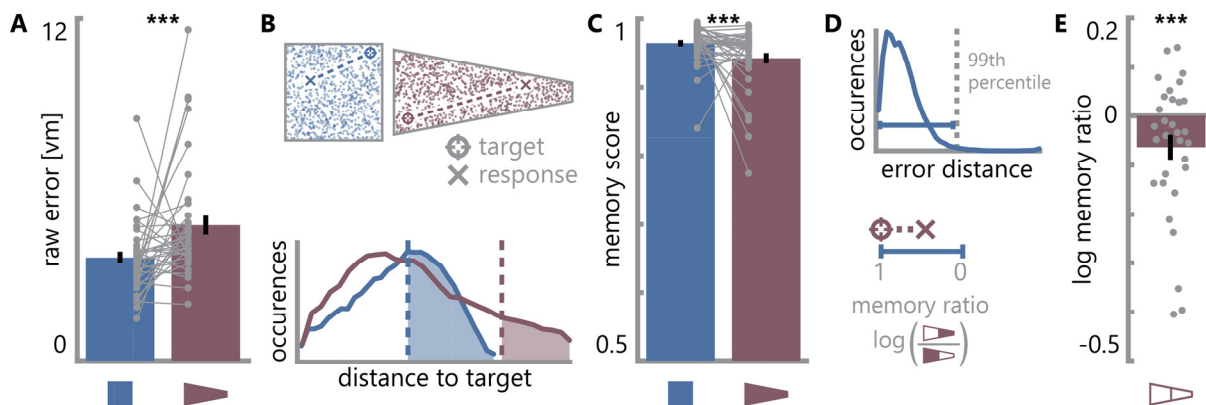 A
12
***
raw error [vm]
0
B
target
response
occurences
distance to target
C
1
***
memory score
0.5
D
99th
percentile
occurences
error distance
1
0
memory ratio
log
E
0.2
***
0
log memory ratio
-0.5